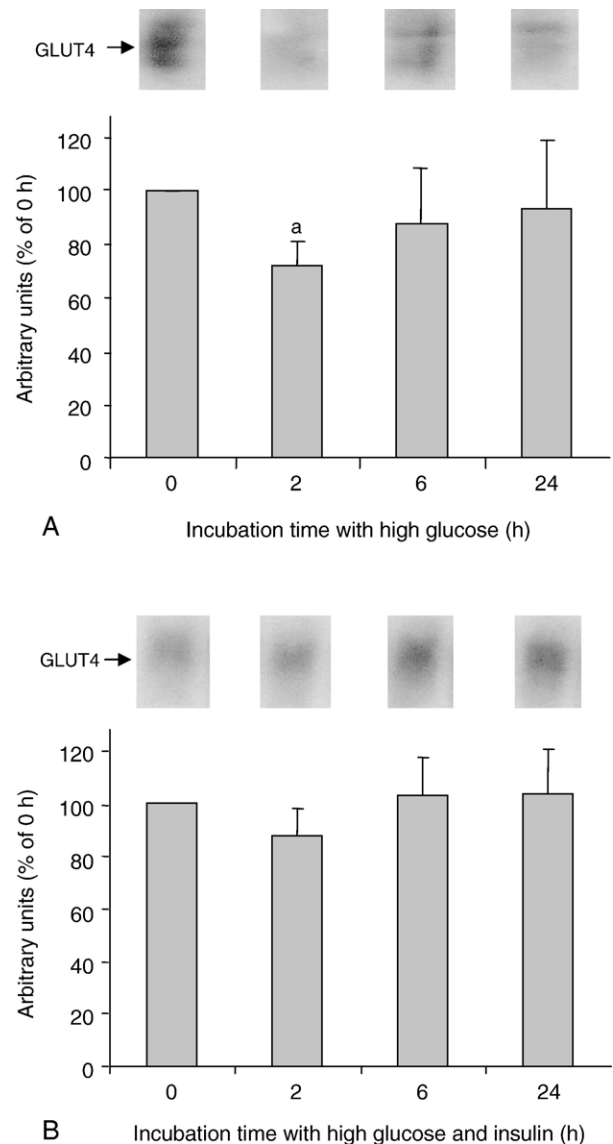 GLUT4
120
100
80
60
40
20
0
Arbitrary units (% of 0 h)
a
0 2 6 24
A Incubation time with high glucose (h)
GLUT4
120
100
80
60
40
20
0
Arbitrary units (% of 0 h)
0 2 6 24
B Incubation time with high glucose and insulin (h)